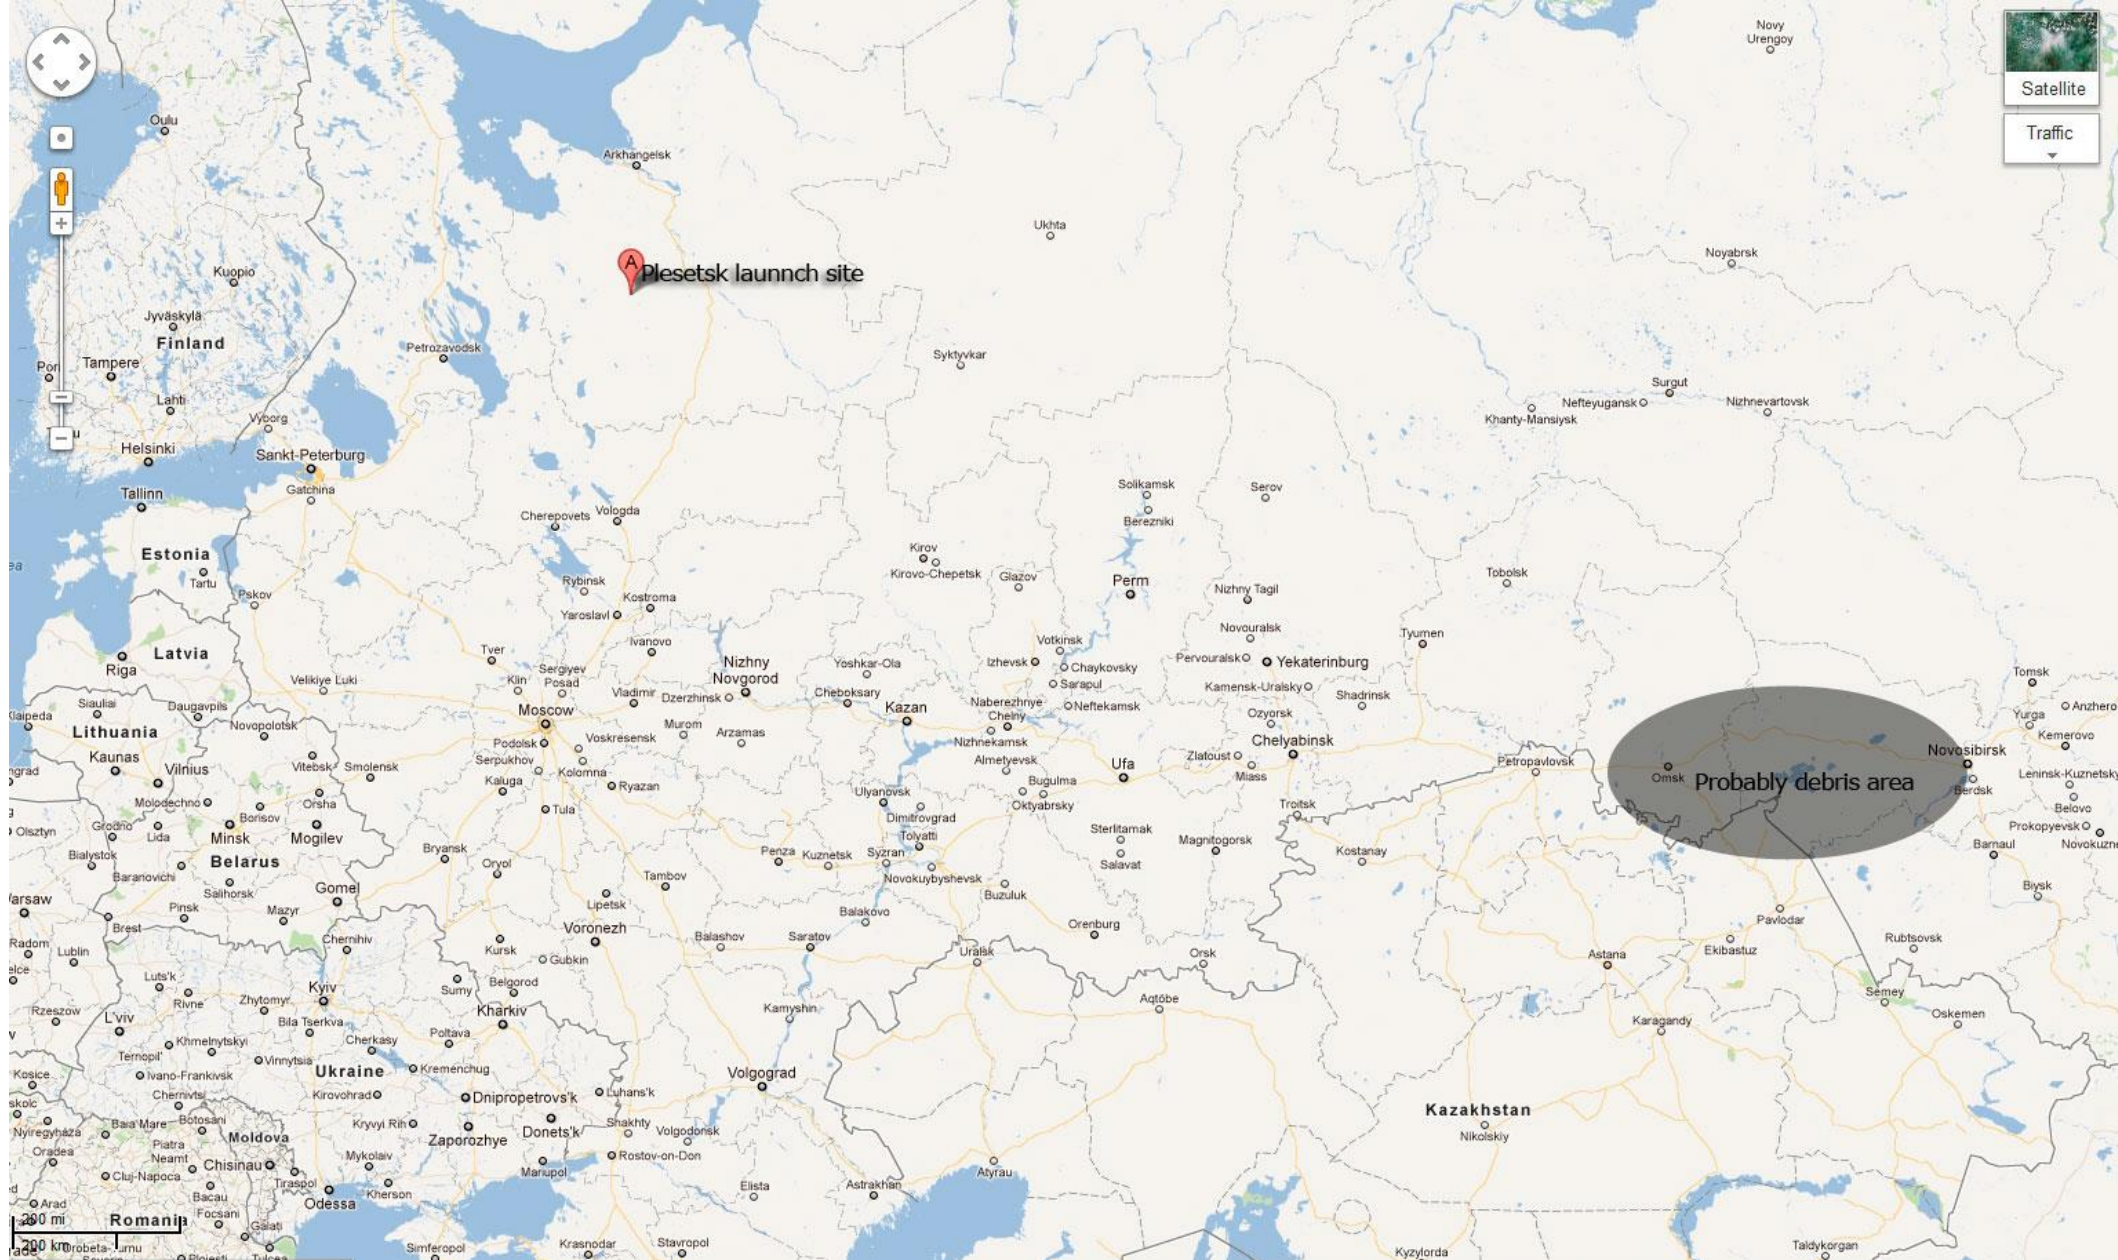 Novy
Urengoy
Satellite
Traffic
Oulu
Arkhangelsk
Ukhta
Noyabrsk
A
Plesetsk launnch site
Kuopio
Jyväskylä
Finland
Petrozavodsk
Syktyvkar
Tampere
Lahti
Surgut
Nefteyugansk
Nizhnevartovsk
Khanty-Mansiysk
Vyborg
Helsinki
Sankt-Peterburg
Gatchina
Tallinn
Solikamsk
Berezniki
Serov
Cherepovets
Vologda
Estonia
Tartu
Kirov
Kirovo-Chepetsk
Glazov
Perm
Tobolsk
Pskov
Rybinsk
Kostroma
Yaroslavl
Nizhny Tagil
Novouralsk
Tyumen
Ivanovo
Votkinsk
Latvia
Riga
Tver
Sergiyev
Posad
Klin
Nizhny
Novgorod
Yoshkar-Ola
Izhevsk
Chaykovsky
Sarapul
Pervouralsk
Yekaterinburg
Velikiye Luki
Vladimir
Dzerzhinsk
Cheboksary
Kazan
Naberezhnye
Chelny
Neftekamsk
Kamensk-Uralsky
Shadrinsk
Tomsk
Siauliai
Daugavpils
Klaipeda
Lithuania
Novopolotsk
Moscow
Murom
Arzamas
Nizhnekamsk
Ozyorsk
Chelyabinsk
Yurga
Anzhero
Kemerovo
Kaunas
Vilnius
Vitebsk
Smolensk
Podolsk
Voskresensk
Serpukhov
Kolomna
Kaluga
Ryazan
Almetyevsk
Bugulma
Oktyabrsky
Ufa
Zlatoust
Miass
Petropavlovsk
Omsk
Probably debris area
Novosibirsk
Berdsk
Leninsk-Kuznetsky
Belovo
Molodechno
Borisov
Orsha
Tula
Ulyanovsk
Dimitrovgrad
Tolyatti
Troitsk
Olsztyn
Grodno
Lida
Minsk
Mogilev
Sterlitamak
Salavat
Magnitogorsk
Kostanay
Prokopyevsk
Barnaul
Novokuzne
Bialystok
Baranovichi
Belarus
Bryansk
Oryol
Penza
Kuznetsk
Syzran
Novokuybyshevsk
Buzuluk
Salihorsk
Gomel
Tambov
Lipetsk
Biysk
Warsaw
Pinsk
Mazyr
Brest
Balakovo
Orenburg
Pavlodar
Radom
Lublin
Chernihiv
Kursk
Gubkin
Voronezh
Balashov
Saratov
Uralsk
Orsk
Astana
Ekibastuz
Rubtsovsk
Luts'k
Rivne
Zhytomyr
Kyiv
Sumy
Belgorod
Kharkiv
Kamyshin
Aqtöbe
Semey
Oskemen
Rzeszow
L'viv
Bila Tserkva
Karagandy
Ternopil'
Khmelnytskyi
Vinnytsia
Cherkasy
Poltava
Kosice
Ivano-Frankivsk
Ukraine
Kremenchug
Volgograd
Chernivtsi
Kirovohrad
Dnipropetrovs'k
Luhans'k
Kazakhstan
Nikolskiy
Nyiregyhaza
Baia Mare
Botosani
Moldova
Kryvyi Rih
Zaporozhye
Donets'k
Shakhty
Volgodonsk
Oradea
Piatra
Neamt
Chisinau
Cluj-Napoca
Mykolaiv
Mariupol
Rostov-on-Don
Atyrau
Tiraspol
Bacau
Odessa
Kherson
Elista
Astrakhan
Arad
200 mi
Romania
Focsani
Galati
200 km
Simferopol
Krasnodar
Stavropol
Kyzylorda
Taldykorgan